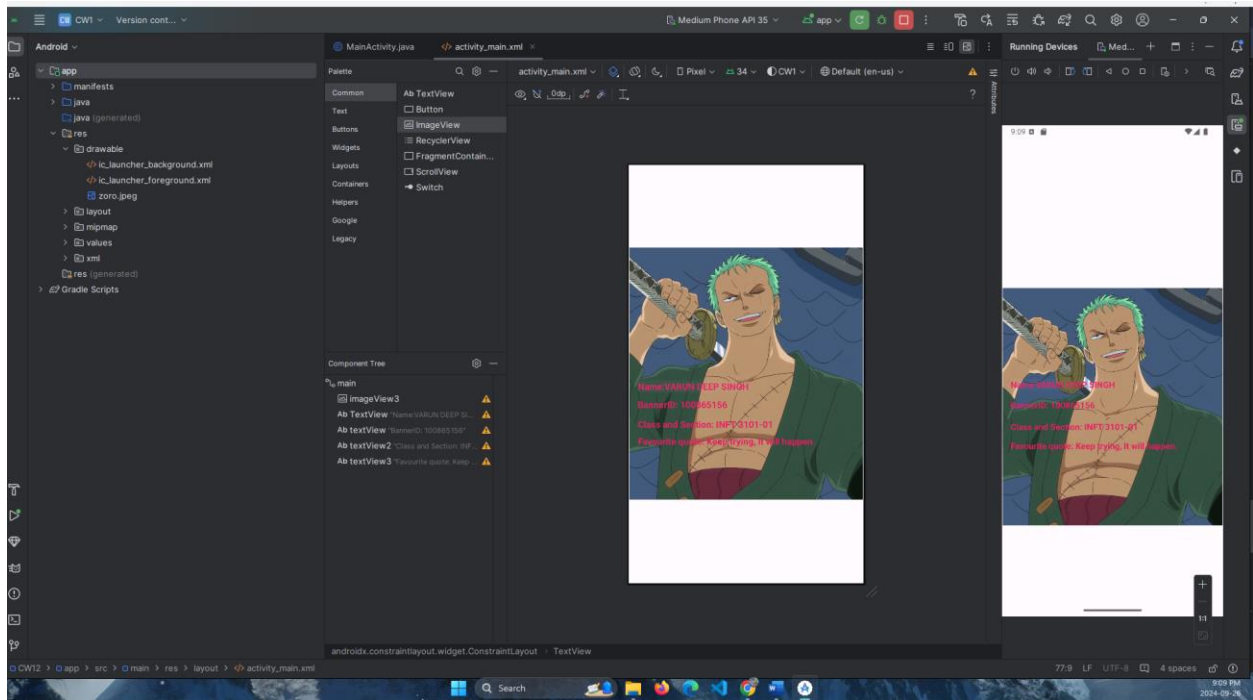 CW CW1 Version cont...
Medium Phone API 35 app
Android
MainActivity.java
activity_main.xml
Running Devices Med...
app
manifests
java
java (generated)
res
drawable
ic_launcher_background.xml
ic_launcher_foreground.xml
zoro.jpeg
layout
mipmap
values
xml
res (generated)
Gradle Scripts
Palette
Common
Text
Buttons
Widgets
Layouts
Containers
Helpers
Google
Legacy
Ab TextView
Button
ImageView
RecyclerView
FragmentContain...
ScrollView
Switch
activity_main.xml Pixel 34 CW1 Default (en-us)
0dp
Attributes
Component Tree
main
imageView3
Ab TextView "Name:VARUN DEEP SI...
Ab textView "BannerID: 100865156"
Ab textView2 "Class and Section: INF...
Ab textView3 "Favourite quote: Keep ...
Name:VARUN DEEP SINGH
BannerID: 100865156
Class and Section: INFT 3101-01
Favourite quote: Keep trying, it will happen.
9:09
Name:VARUN DEEP SINGH
BannerID: 100865156
Class and Section: INFT 3101-01
Favourite quote: Keep trying, it will happen.
1:1
androidx.constraintlayout.widget.ConstraintLayout TextView
CW12 app src main res layout activity_main.xml
77:9 LF UTF-8 4 spaces
Search
9:09 PM
2024-09-26